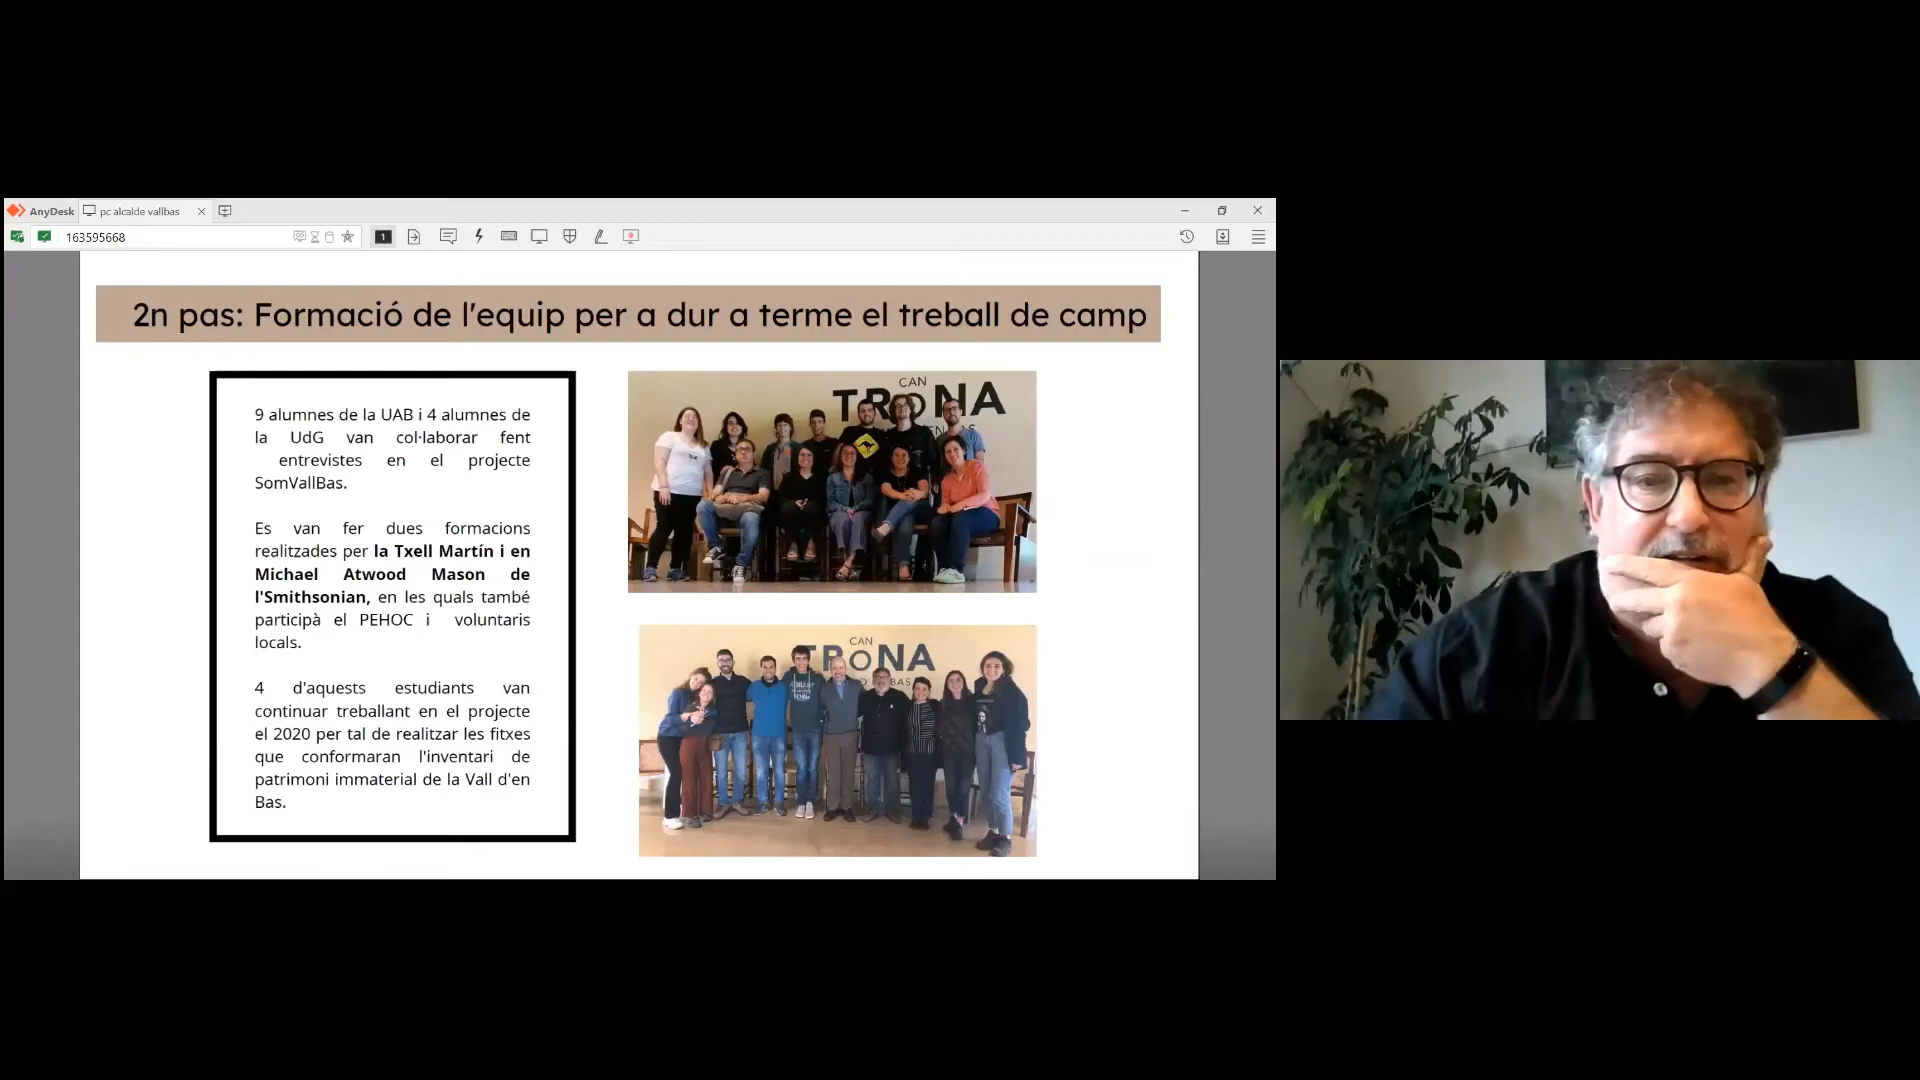 AnyDesk
pc alcalde vallbas
163595668
1
2n pas: Formació de l'equip per a dur a terme el treball de camp
9 alumnes de la UAB i 4 alumnes de
la UdG van col·laborar fent
entrevistes en el projecte
SomVallBas.
Es van fer dues formacions
realitzades per la Txell Martín i en
Michael Atwood Mason de
l'Smithsonian, en les quals també
participà el PEHOC i voluntaris
locals.
4 d'aquests estudiants van
continuar treballant en el projecte
el 2020 per tal de realitzar les fitxes
que conformaran l'inventari de
patrimoni immaterial de la Vall d'en
Bas.
CAN
TRONA
CAN
TRONA